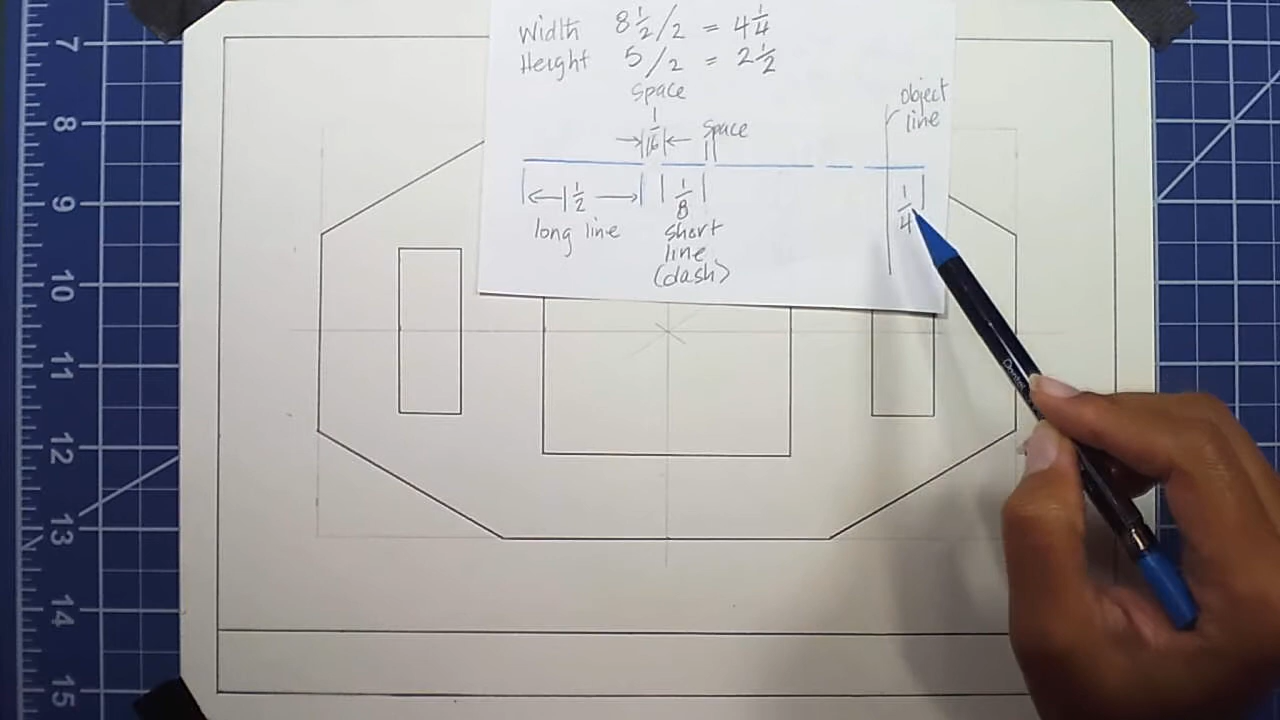 Width 8 1/2 / 2 = 4 1/4
Height 5 / 2 = 2 1/2
Space
1/16
space
object
line
1 1/2
1/8
1/4
long line
short
line
(dash)
7
8
9
10
11
12
13
14
15
Pentel